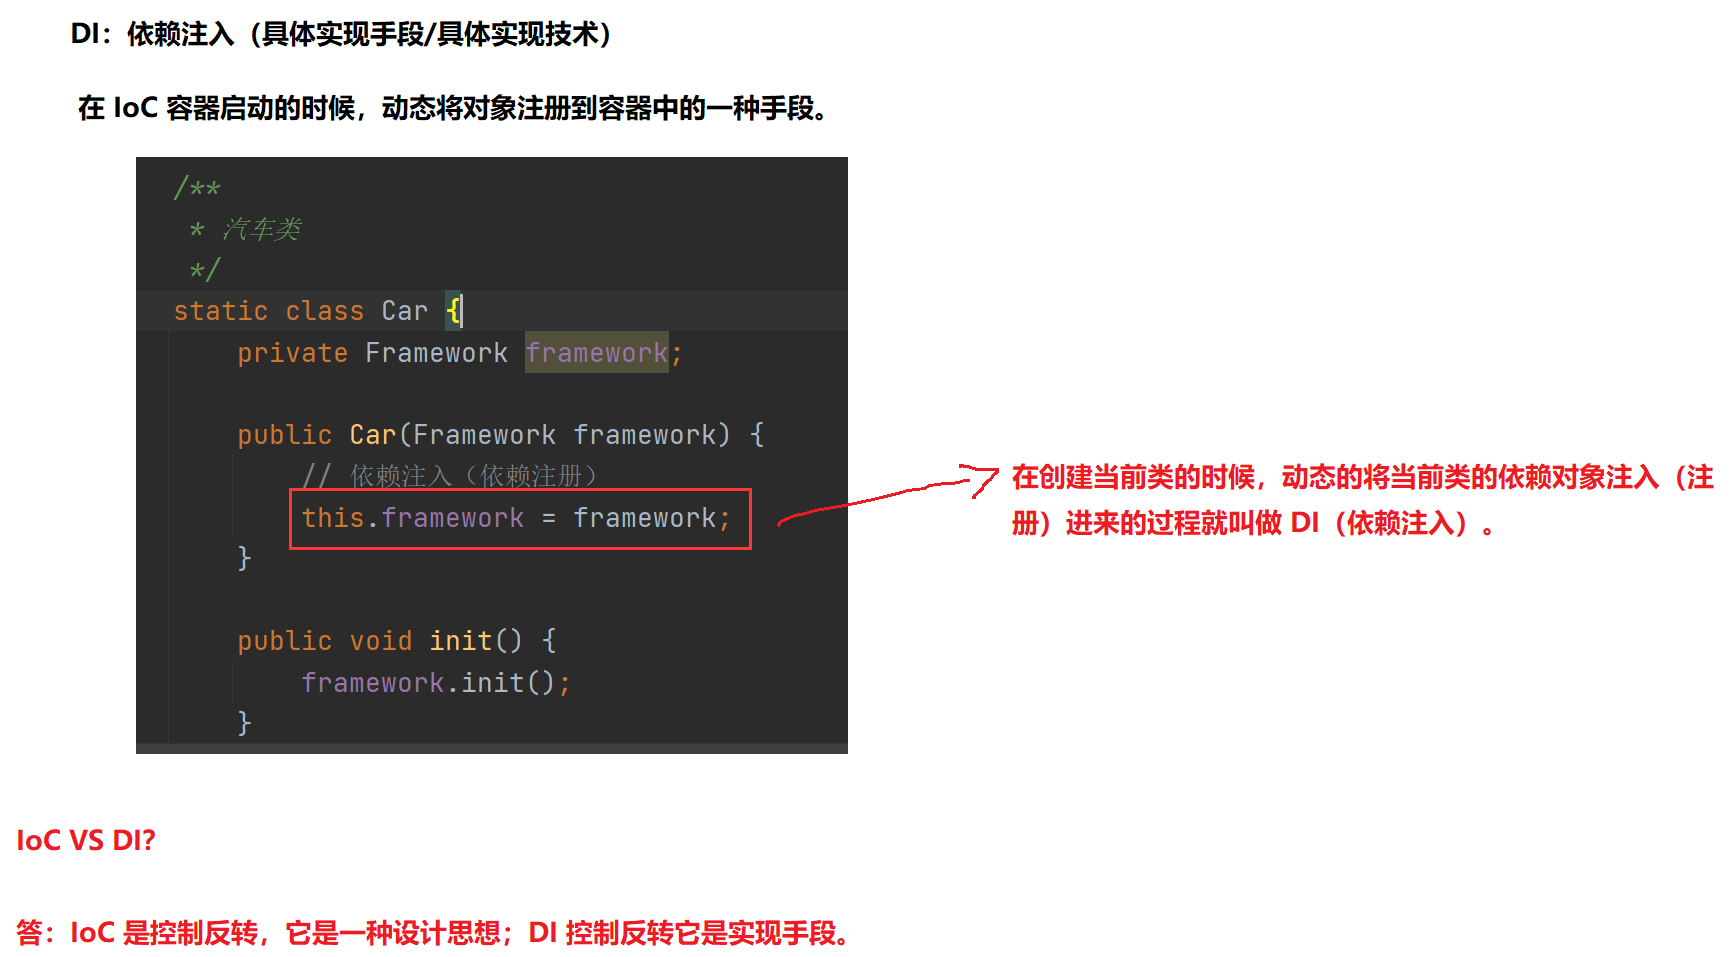 DI：依赖注入（具体实现手段/具体实现技术）
在 IoC 容器启动的时候，动态将对象注册到容器中的一种手段。
/**
* 汽车类
*/
static class Car {
private Framework framework;
public Car(Framework framework) {
// 依赖注入（依赖注册）
this.framework = framework;
}
public void init() {
framework.init();
}
在创建当前类的时候，动态的将当前类的依赖对象注入（注
册）进来的过程就叫做 DI（依赖注入）。
IoC VS DI?
答：IoC 是控制反转，它是一种设计思想；DI 控制反转它是实现手段。